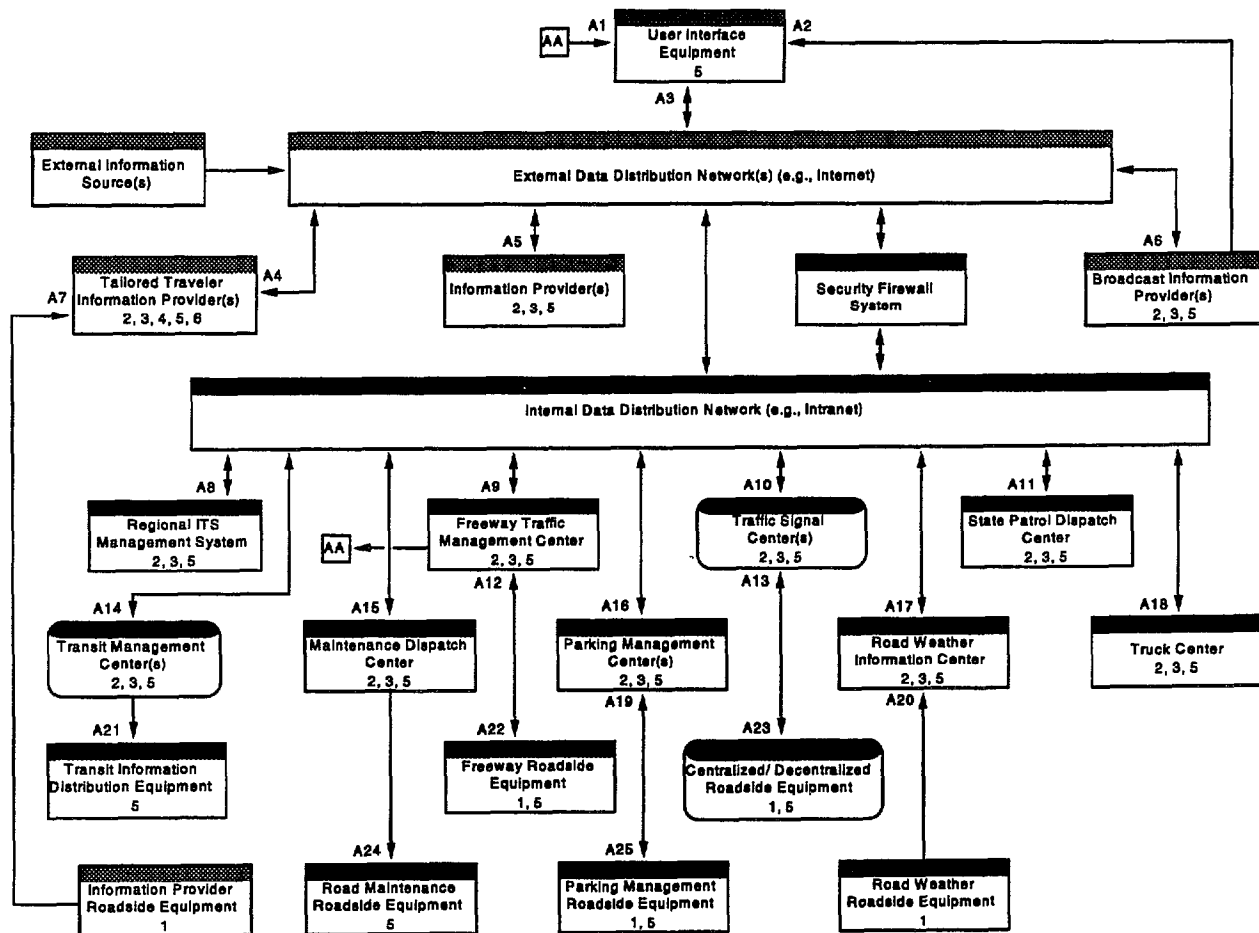 A1
A2
AA
User Interface
Equipment
5
A3
External Information
Source(s)
External Data Distribution Network(s) (e.g., Internet)
A4
A5
A6
A7
Tailored Traveler
Information Provider(s)
2, 3, 4, 5, 6
Information Provider(s)
2, 3, 5
Security Firewall
System
Broadcast Information
Provider(s)
2, 3, 5
Internal Data Distribution Network (e.g., Intranet)
A8
A9
A10
A11
Regional ITS
Management System
2, 3, 5
AA
Freeway Traffic
Management Center
2, 3, 5
Traffic Signal
Center(s)
2, 3, 5
State Patrol Dispatch
Center
2, 3, 5
A12
A13
A14
A15
A16
A17
A18
Transit Management
Center(s)
2, 3, 5
Maintenance Dispatch
Center
2, 3, 5
Parking Management
Center(s)
2, 3, 5
Road Weather
Information Center
2, 3, 5
Truck Center
2, 3, 5
A19
A20
A21
A22
A23
Transit Information
Distribution Equipment
5
Freeway Roadside
Equipment
1, 5
Centralized/ Decentralized
Roadside Equipment
1, 5
A24
A25
Information Provider
Roadside Equipment
1
Road Maintenance
Roadside Equipment
5
Parking Management
Roadside Equipment
1, 5
Road Weather
Roadside Equipment
1